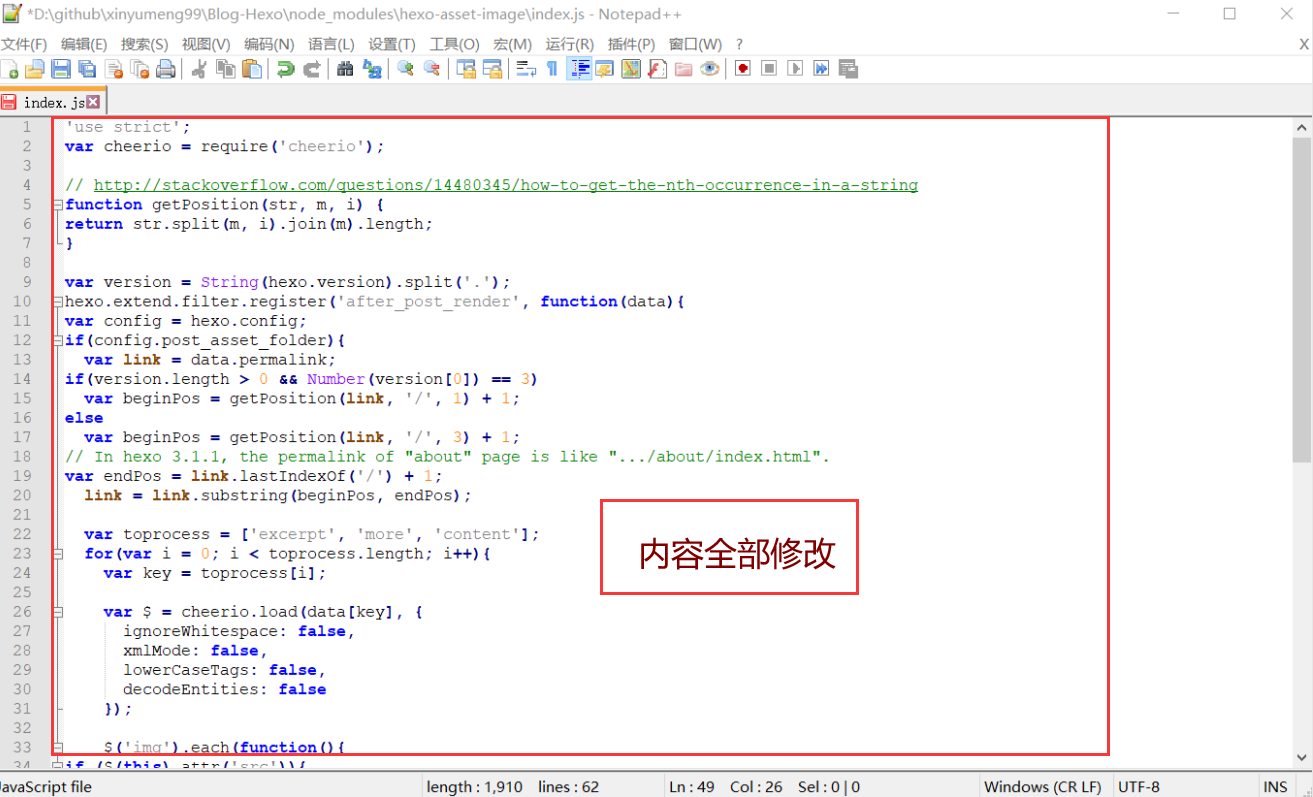 *D:\github\xinyumeng99\Blog-Hexo\node_modules\hexo-asset-image\index.js - Notepad++
文件(F) 编辑(E) 搜索(S) 视图(V) 编码(N) 语言(L) 设置(T) 工具(O) 宏(M) 运行(R) 插件(P) 窗口(W) ? X
index.js
1 'use strict';
2 var cheerio = require('cheerio');
3
4 // http://stackoverflow.com/questions/14480345/how-to-get-the-nth-occurrence-in-a-string
5 function getPosition(str, m, i) {
6 return str.split(m, i).join(m).length;
7 }
8
9 var version = String(hexo.version).split('.');
10 hexo.extend.filter.register('after_post_render', function(data){
11 var config = hexo.config;
12 if(config.post_asset_folder){
13 var link = data.permalink;
14 if(version.length > 0 && Number(version[0]) == 3)
15 var beginPos = getPosition(link, '/', 1) + 1;
16 else
17 var beginPos = getPosition(link, '/', 3) + 1;
18 // In hexo 3.1.1, the permalink of "about" page is like ".../about/index.html".
19 var endPos = link.lastIndexOf('/') + 1;
20 link = link.substring(beginPos, endPos);
21
22 var toprocess = ['excerpt', 'more', 'content'];
23 for(var i = 0; i < toprocess.length; i++){
24 var key = toprocess[i];
25
26 var $ = cheerio.load(data[key], {
27 ignoreWhitespace: false,
28 xmlMode: false,
29 lowerCaseTags: false,
30 decodeEntities: false
31 });
32
33 $('img').each(function(){
34 if ($(this).attr('src')){
内容全部修改
JavaScript file length : 1,910 lines : 62 Ln : 49 Col : 26 Sel : 0 | 0 Windows (CR LF) UTF-8 INS